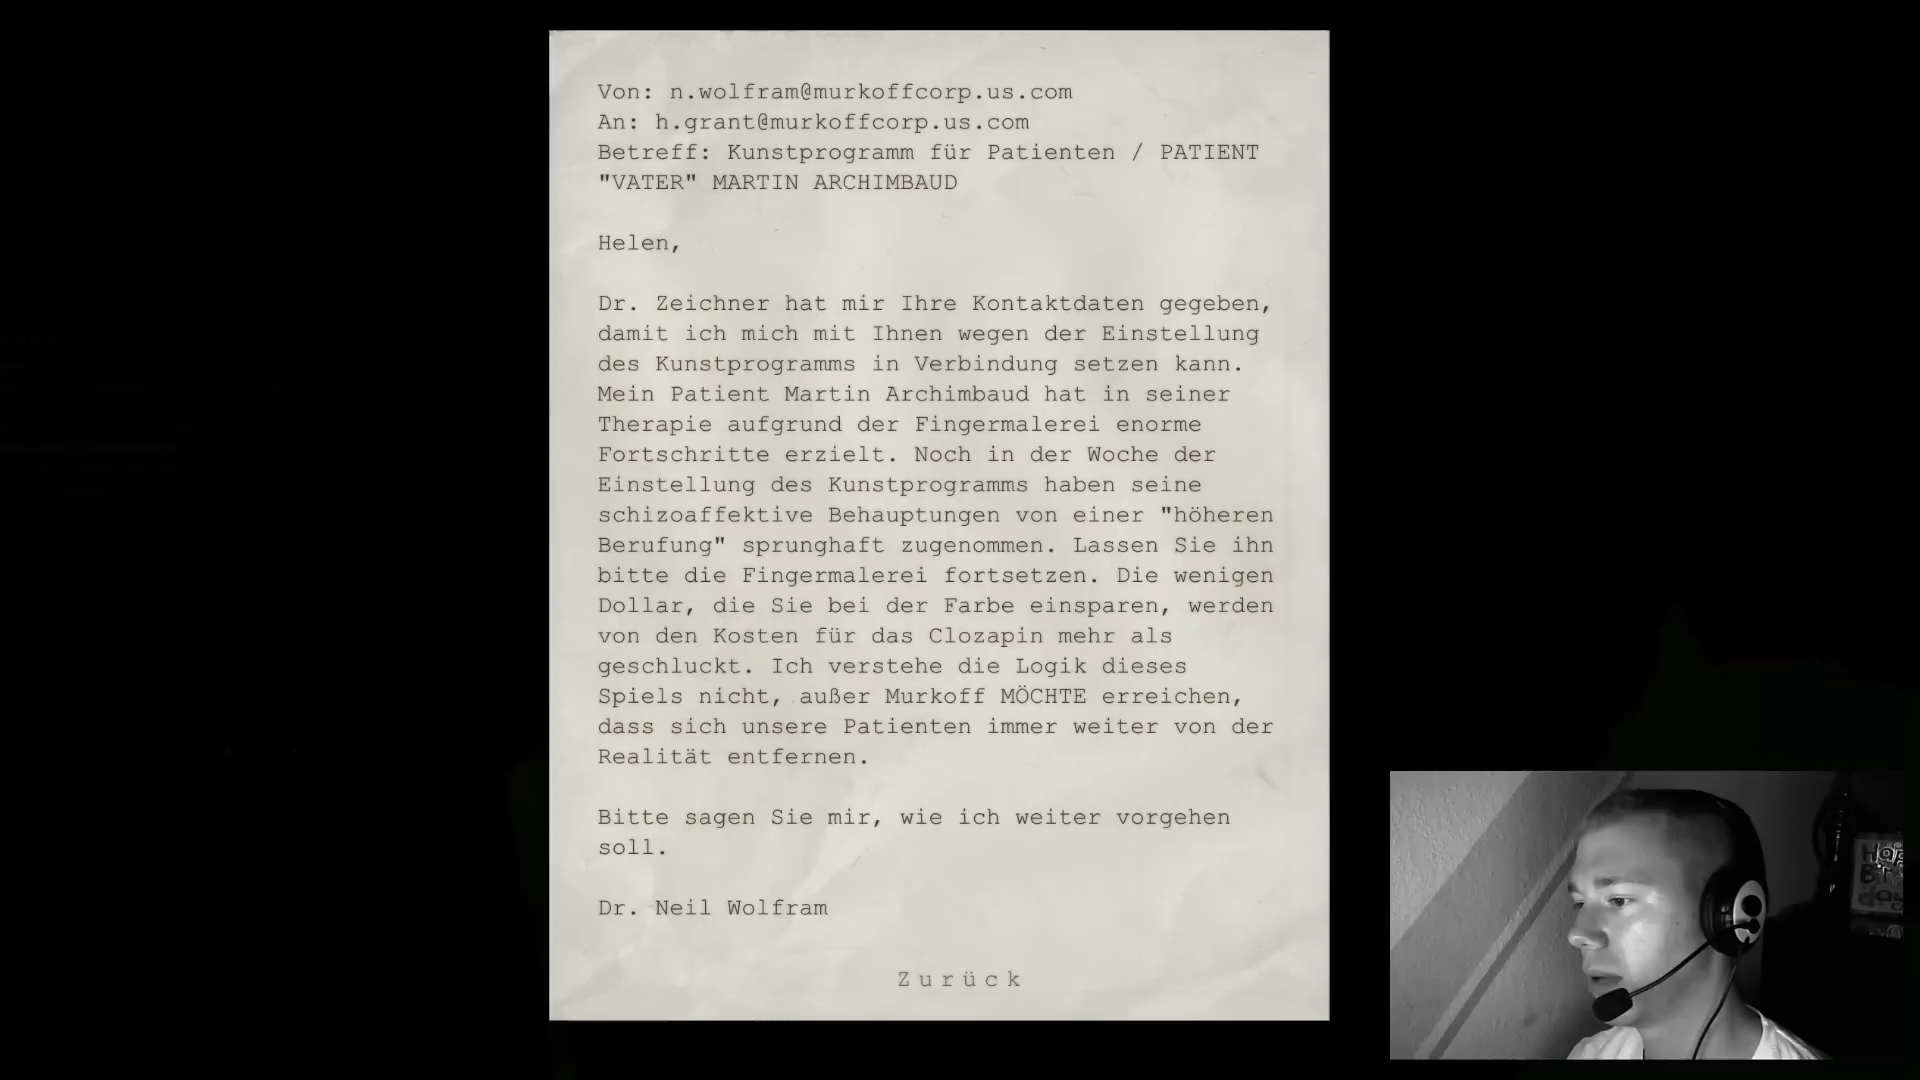 Von: n.wolfram@murkoffcorp.us.com
An: h.grant@murkoffcorp.us.com
Betreff: Kunstprogramm für Patienten / PATIENT
"VATER" MARTIN ARCHIMBAUD
Helen,
Dr. Zeichner hat mir Ihre Kontaktdaten gegeben,
damit ich mich mit Ihnen wegen der Einstellung
des Kunstprogramms in Verbindung setzen kann.
Mein Patient Martin Archimbaud hat in seiner
Therapie aufgrund der Fingermalerei enorme
Fortschritte erzielt. Noch in der Woche der
Einstellung des Kunstprogramms haben seine
schizoaffektive Behauptungen von einer "höheren
Berufung" sprunghaft zugenommen. Lassen Sie ihn
bitte die Fingermalerei fortsetzen. Die wenigen
Dollar, die Sie bei der Farbe einsparen, werden
von den Kosten für das Clozapin mehr als
geschluckt. Ich verstehe die Logik dieses
Spiels nicht, außer Murkoff MÖCHTE erreichen,
dass sich unsere Patienten immer weiter von der
Realität entfernen.
Bitte sagen Sie mir, wie ich weiter vorgehen
soll.
Dr. Neil Wolfram
Zurück